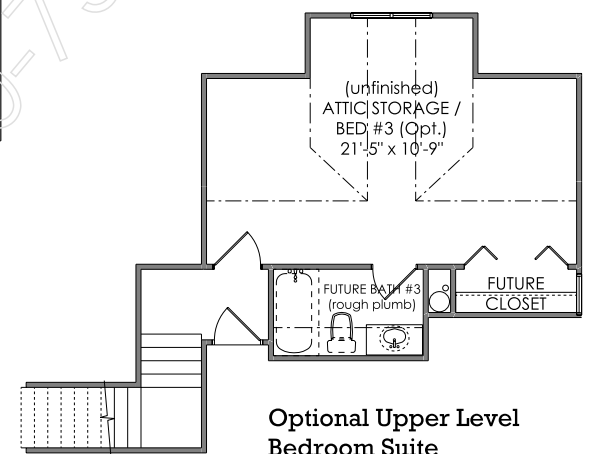 (unfinished)
ATTIC STORAGE /
BED #3 (Opt.)
21'-5" x 10'-9"
FUTURE BATH #3
(rough plumb)
FUTURE
CLOSET
Optional Upper Level
Bedroom Suite